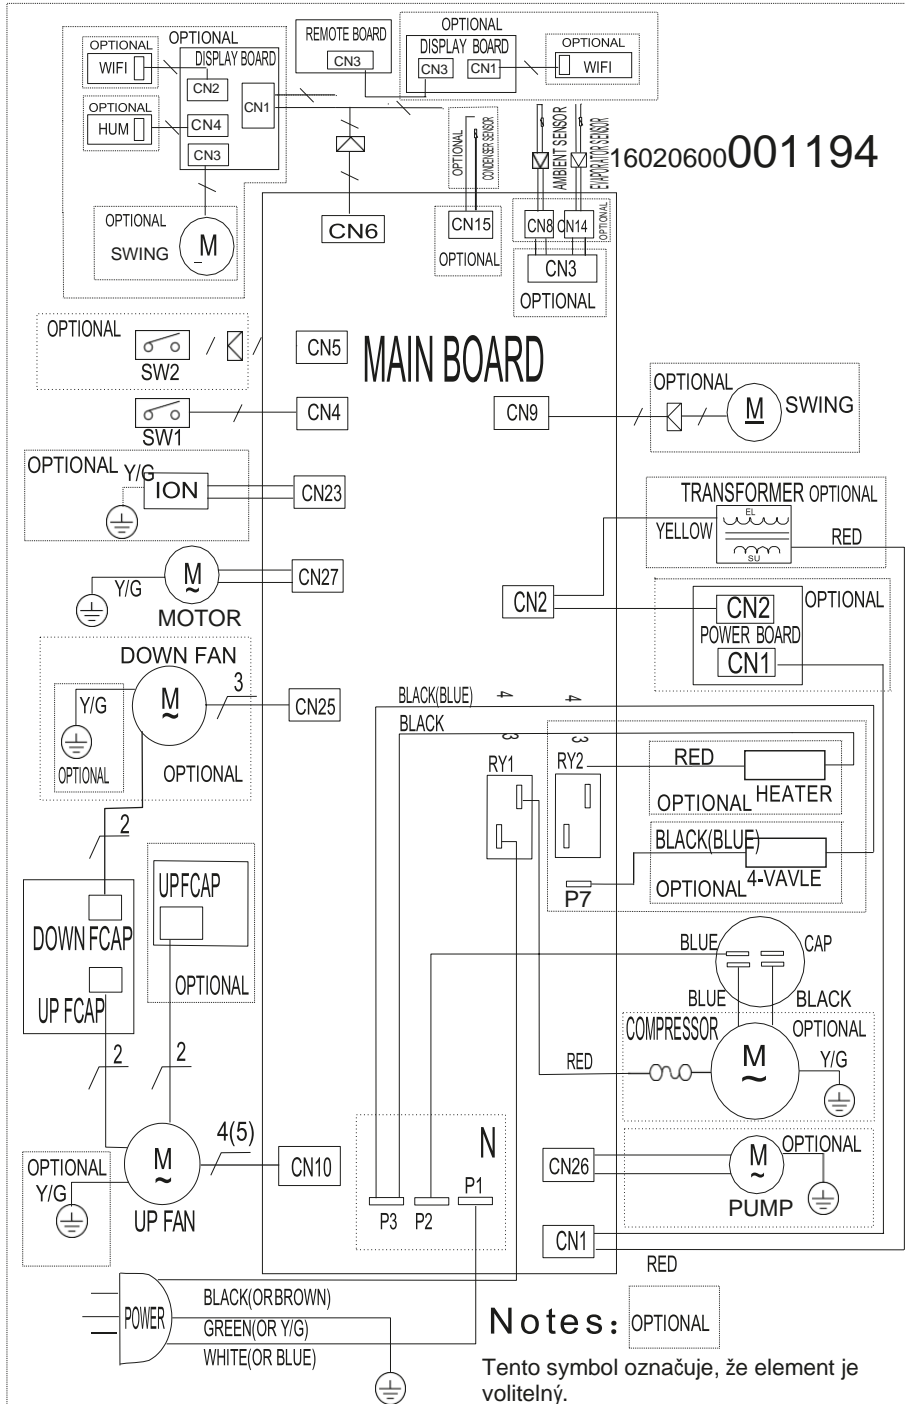 OPTIONAL
WIFI
OPTIONAL
DISPLAY BOARD
CN2
CN1
OPTIONAL
HUM
CN4
CN3
REMOTE BOARD
CN3
OPTIONAL
DISPLAY BOARD
CN3
CN1
OPTIONAL
WIFI
OPTIONAL
SWING
M
CN6
OPTIONAL
CONDENSER SENSOR
CN15
OPTIONAL
AMBIENT SENSOR
EVAPORATOR SENSOR
16020600001194
CN8
CN14
OPTIONAL
CN3
OPTIONAL
OPTIONAL
SW2
CN5
MAIN BOARD
SW1
CN4
CN9
OPTIONAL
M
SWING
OPTIONAL
Y/G
ION
CN23
TRANSFORMER OPTIONAL
EL
SU
YELLOW
RED
Y/G
M
~
MOTOR
CN27
CN2
CN2
POWER BOARD
CN1
OPTIONAL
DOWN FAN
M
~
3
CN25
Y/G
OPTIONAL
OPTIONAL
BLACK(BLUE)
4
4
BLACK
3
3
RY1
RY2
RED
HEATER
OPTIONAL
BLACK(BLUE)
4-VAVLE
OPTIONAL
P7
2
DOWN FCAP
UP FCAP
UPFCAP
OPTIONAL
BLUE
CAP
BLUE
BLACK
COMPRESSOR
OPTIONAL
M
~
Y/G
RED
2
2
4(5)
M
~
UP FAN
CN10
OPTIONAL
Y/G
N
P3
P2
P1
CN26
M
~
PUMP
OPTIONAL
CN1
RED
POWER
BLACK(ORBROWN)
GREEN(OR Y/G)
WHITE(OR BLUE)
Notes: OPTIONAL
Tento symbol označuje, že element je
volitelný.